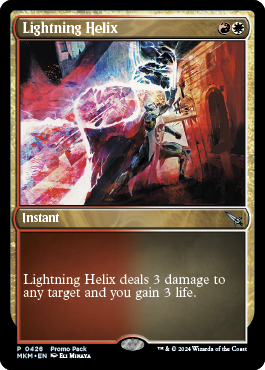 Lightning Helix
Instant
Lightning Helix deals 3 damage to
any target and you gain 3 life.
P 0426 Promo Pack
MKM • EN Eli Minaya
™ & © 2024 Wizards of the Coast